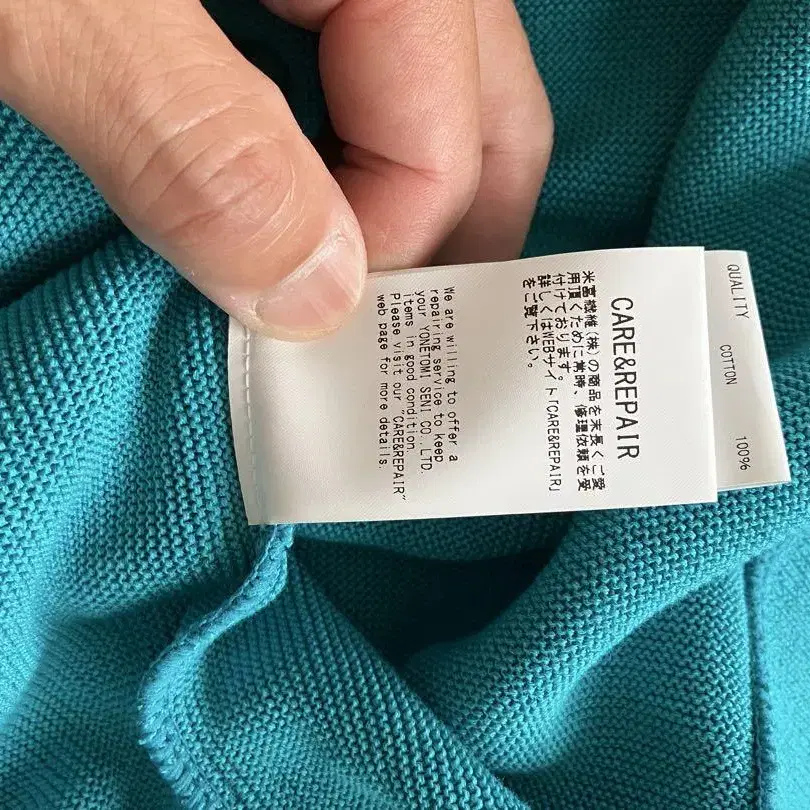 CARE&REPAIR
米富繊維(株)の商品を末長くご愛
用頂くために常時、修理依頼を受
付けております。
詳しくはWEBサイト「CARE&REPAIR」
をご覧下さい。
We are willing to offer a
repairing service to keep
your YONETOMI SENI CO.,LTD.
items in good condition.
Please visit our "CARE&REPAIR"
web page for more details.
QUALITY
COTTON 100%